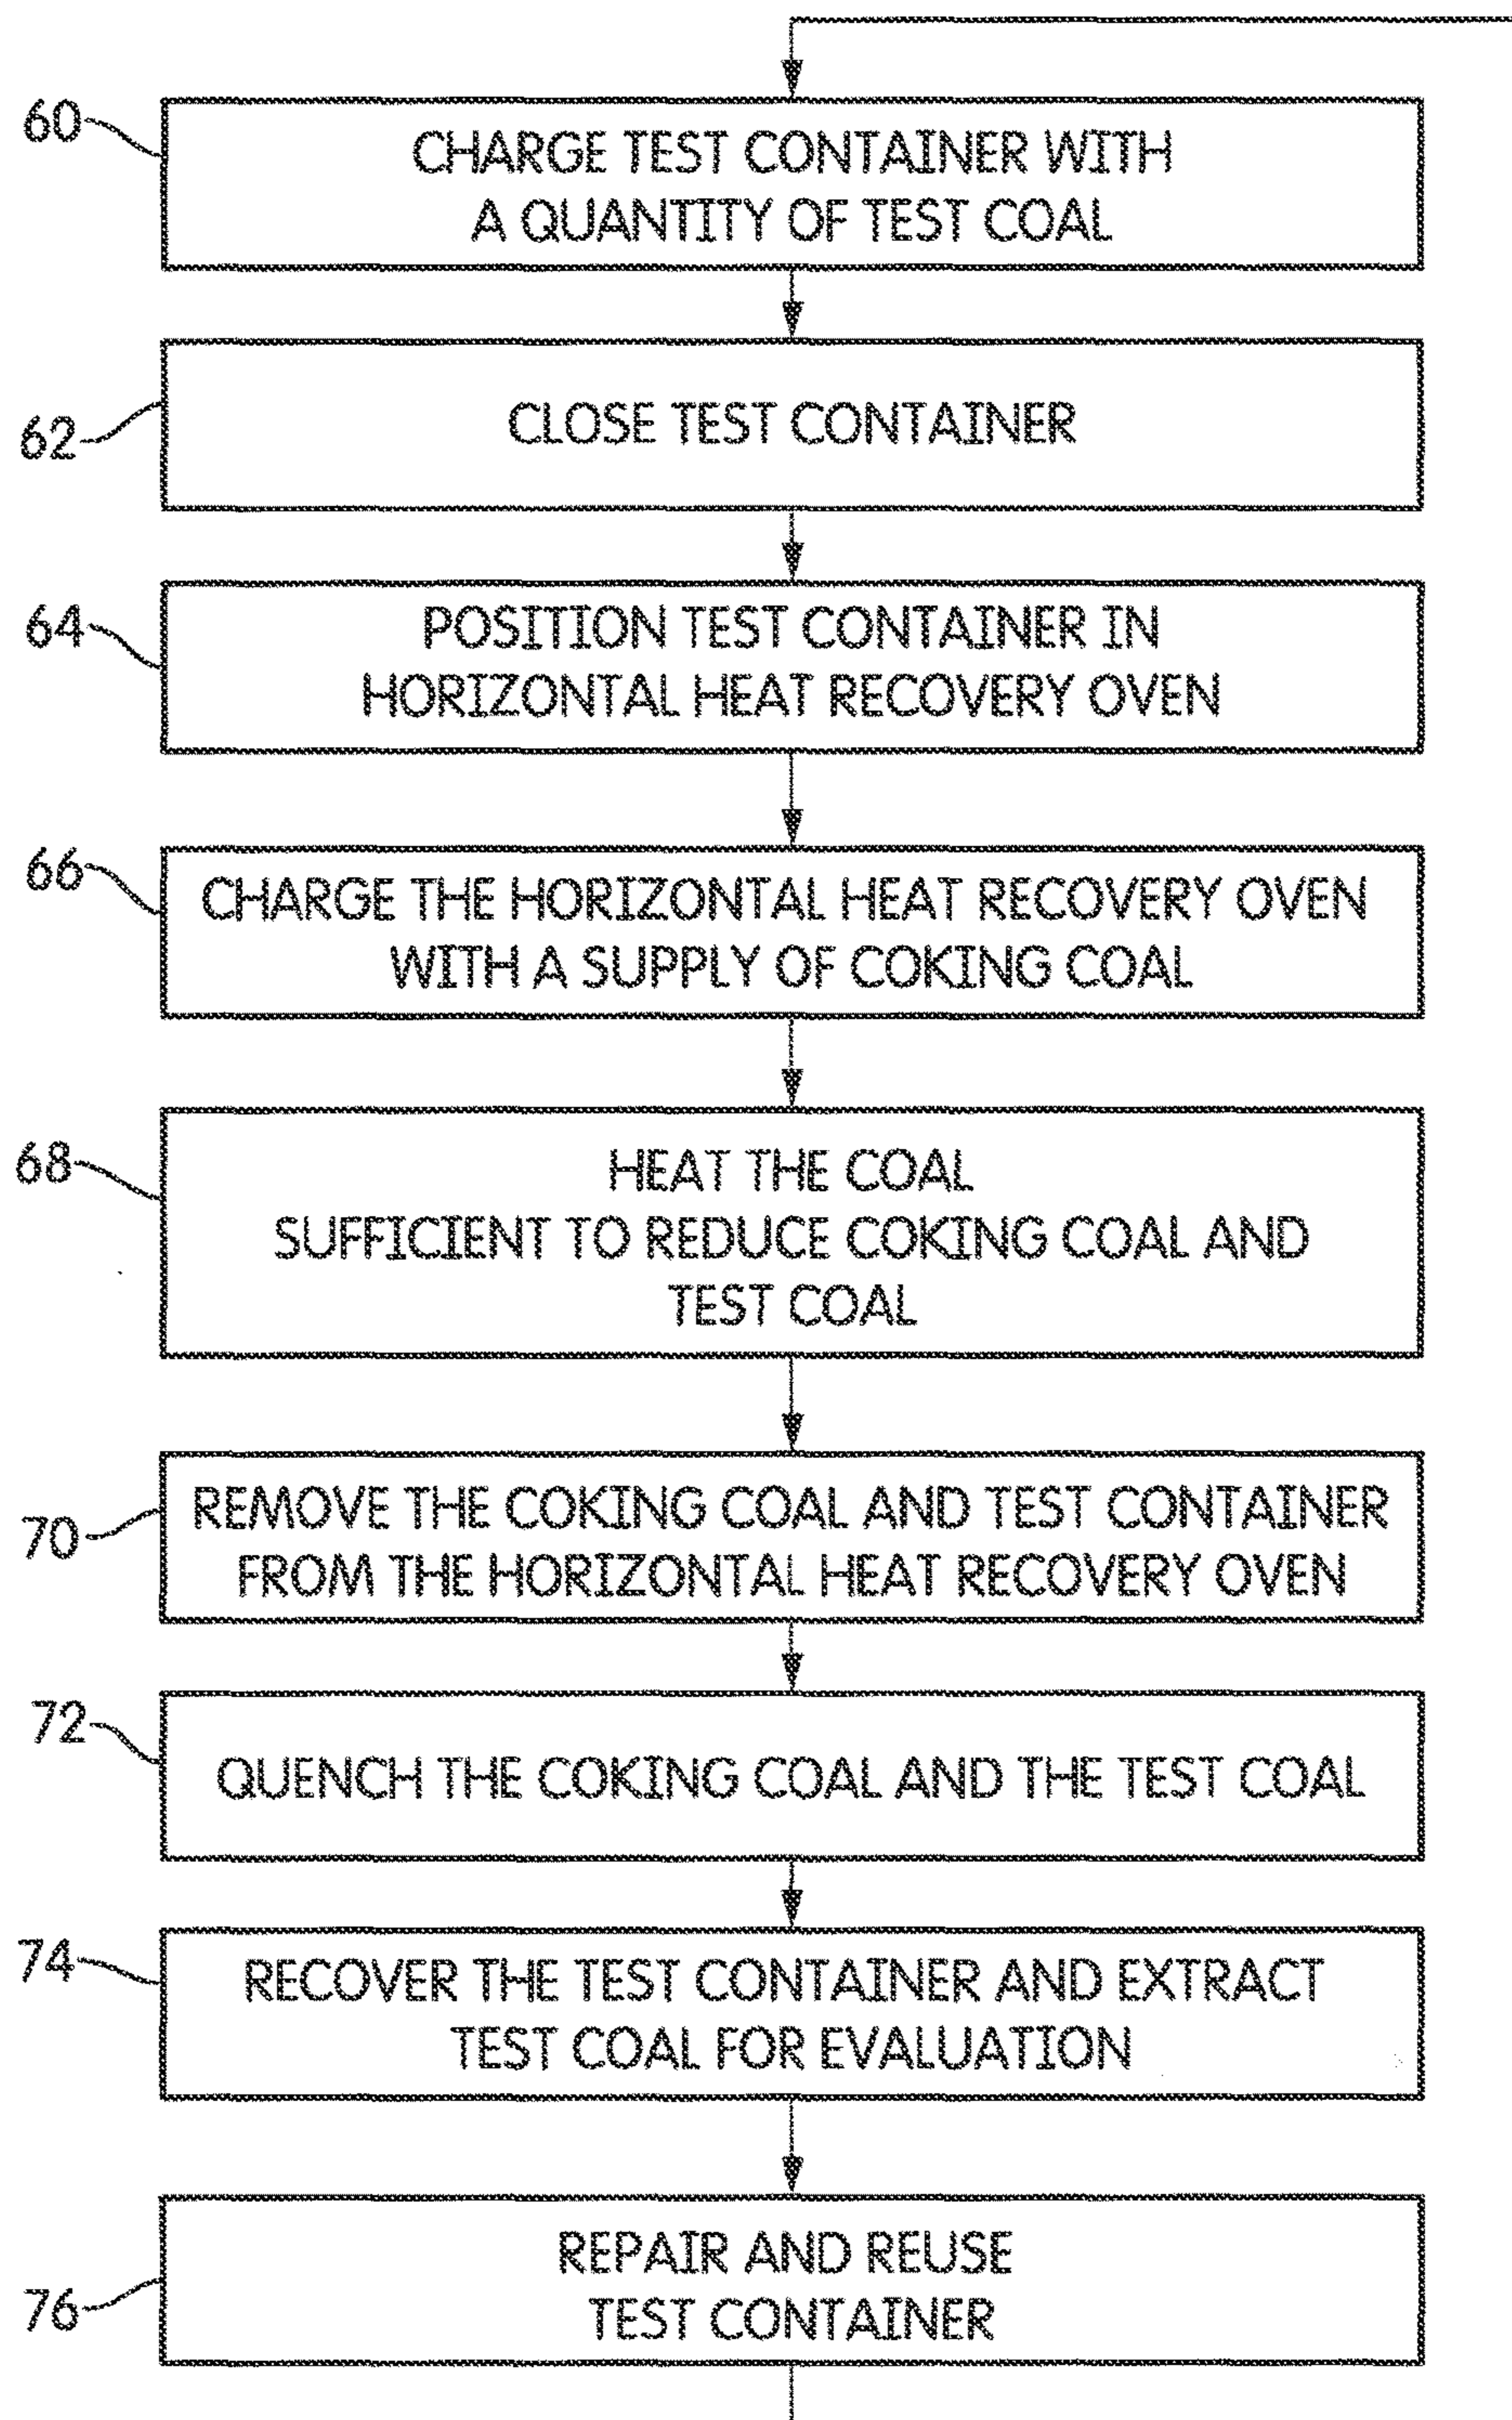 60
CHARGE TEST CONTAINER WITH
A QUANTITY OF TEST COAL
62
CLOSE TEST CONTAINER
64
POSITION TEST CONTAINER IN
HORIZONTAL HEAT RECOVERY OVEN
66
CHARGE THE HORIZONTAL HEAT RECOVERY OVEN
WITH A SUPPLY OF COKING COAL
68
HEAT THE COAL
SUFFICIENT TO REDUCE COKING COAL AND
TEST COAL
70
REMOVE THE COKING COAL AND TEST CONTAINER
FROM THE HORIZONTAL HEAT RECOVERY OVEN
72
QUENCH THE COKING COAL AND THE TEST COAL
74
RECOVER THE TEST CONTAINER AND EXTRACT
TEST COAL FOR EVALUATION
76
REPAIR AND REUSE
TEST CONTAINER